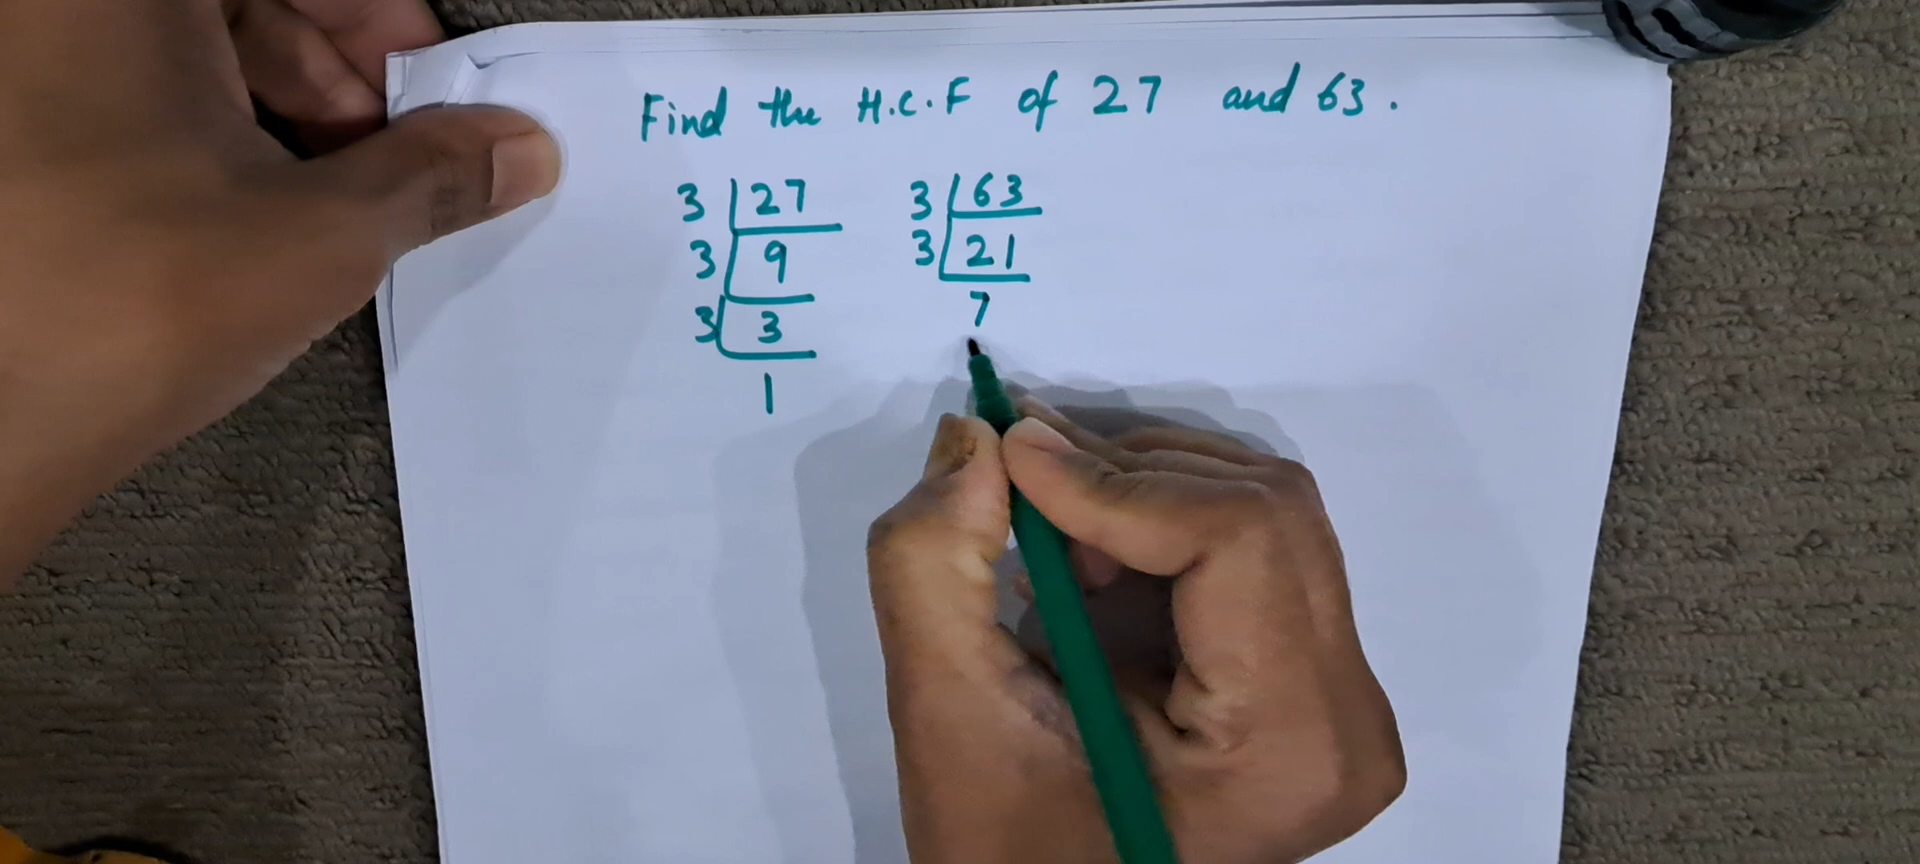 Find the H.C.F of 27 and 63.
3 27 3 63
3 9 3 21
3 3 7
1